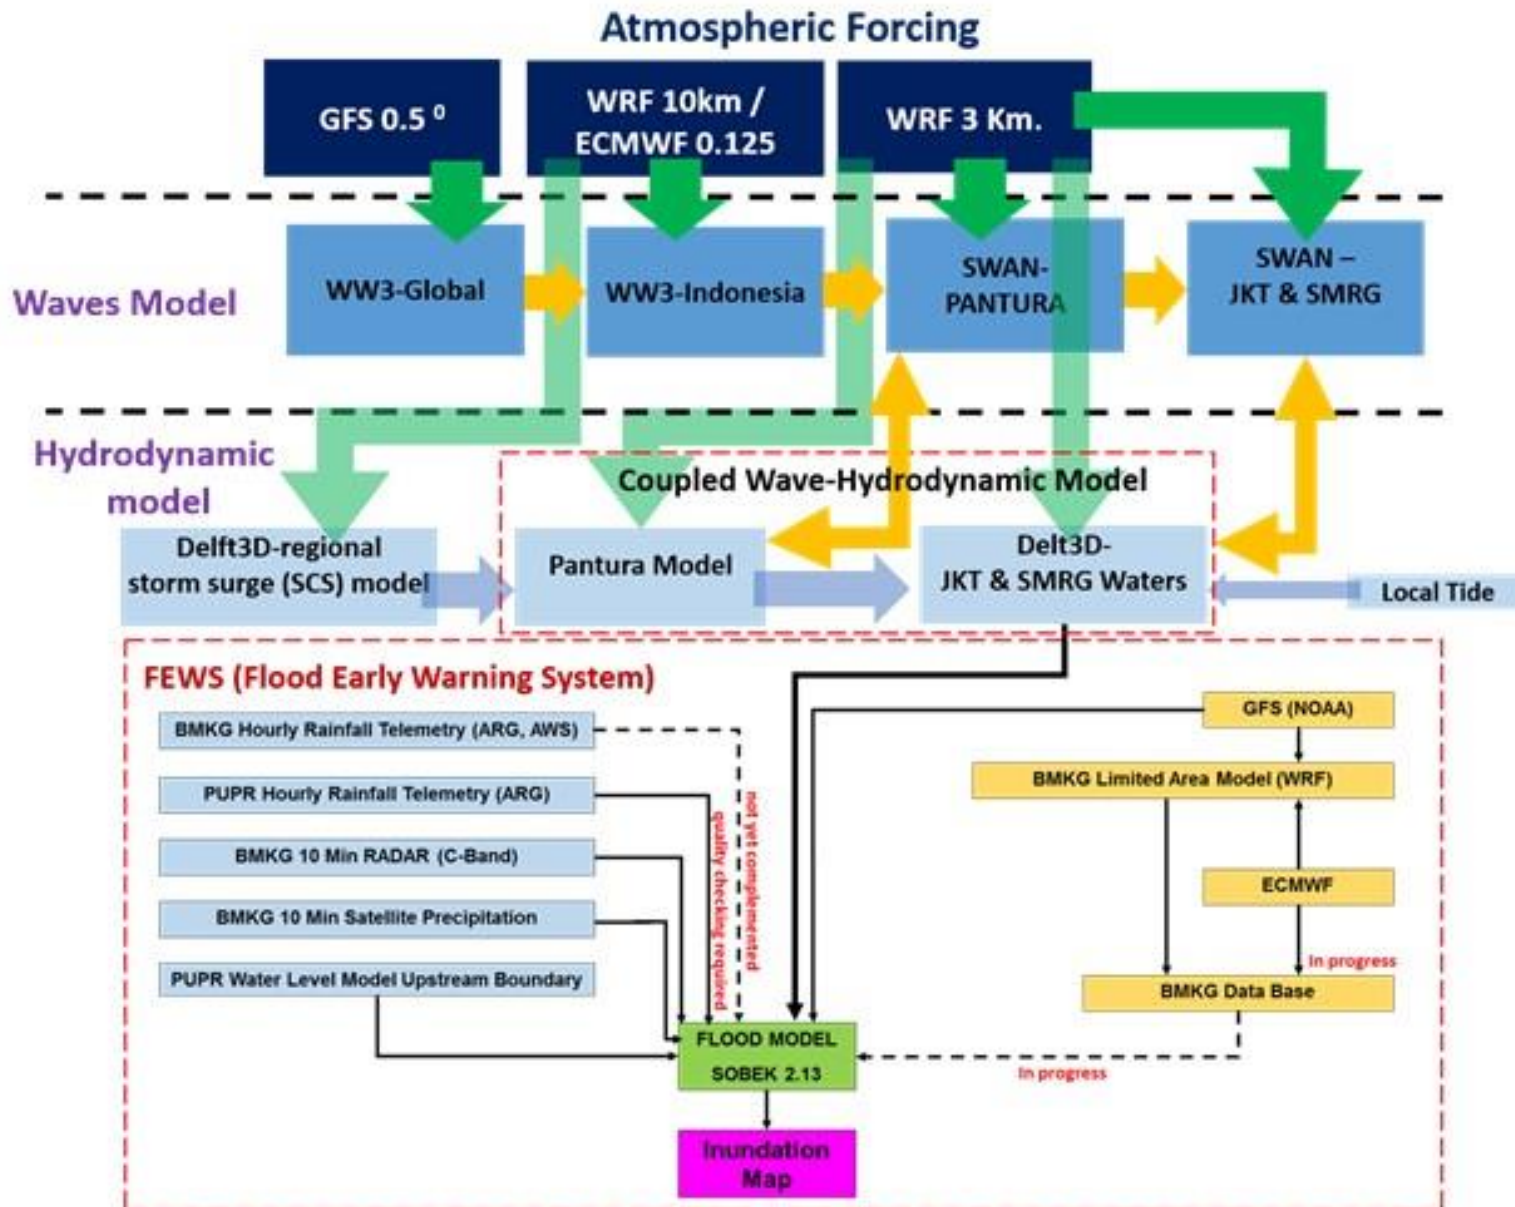 Atmospheric Forcing
GFS 0.5 ⁰
WRF 10km /
ECMWF 0.125
WRF 3 Km.
Waves Model
WW3-Global
WW3-Indonesia
SWAN-
PANTURA
SWAN –
JKT & SMRG
Hydrodynamic
model
Coupled Wave-Hydrodynamic Model
Delft3D-regional
storm surge (SCS) model
Pantura Model
Delt3D-
JKT & SMRG Waters
Local Tide
FEWS (Flood Early Warning System)
BMKG Hourly Rainfall Telemetry (ARG, AWS)
PUPR Hourly Rainfall Telemetry (ARG)
BMKG 10 Min RADAR (C-Band)
BMKG 10 Min Satellite Precipitation
PUPR Water Level Model Upstream Boundary
not yet complemented
quality checking required
GFS (NOAA)
BMKG Limited Area Model (WRF)
ECMWF
In progress
BMKG Data Base
In progress
FLOOD MODEL
SOBEK 2.13
Inundation
Map